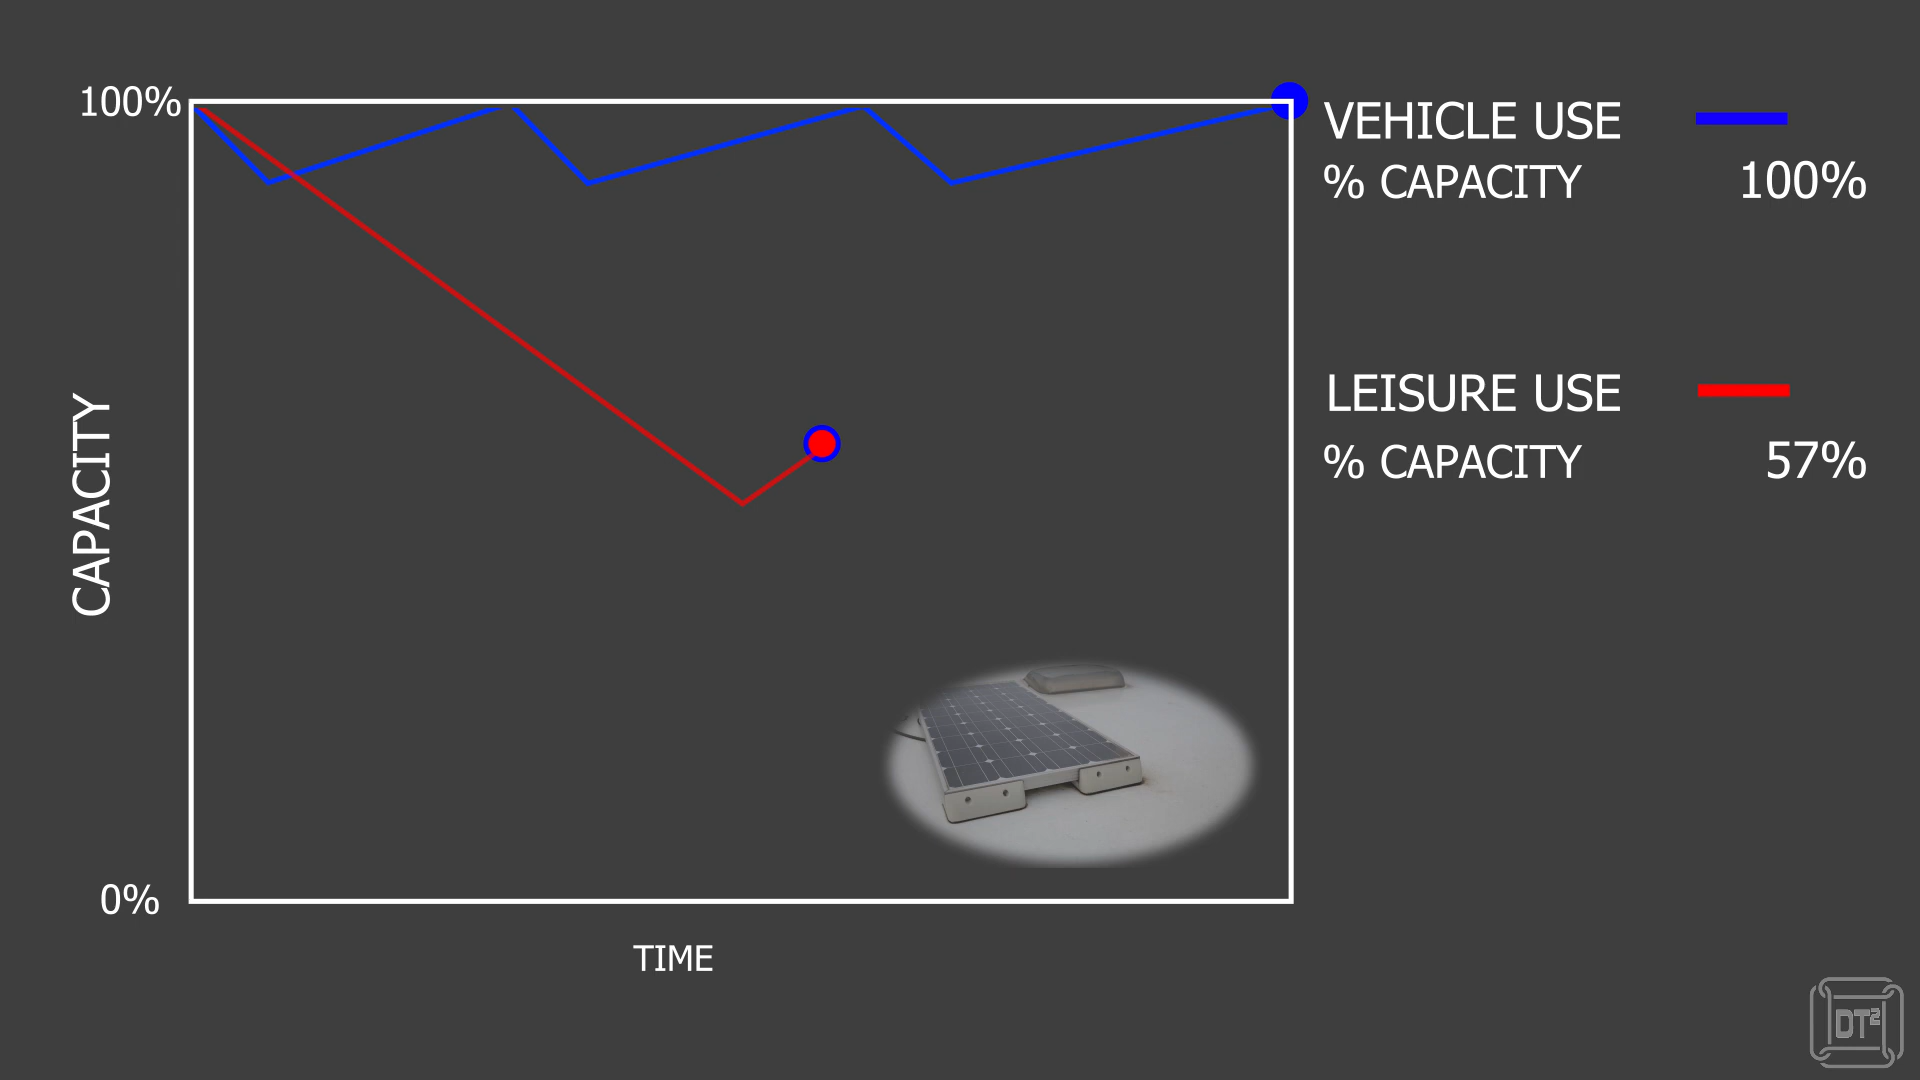 100%
VEHICLE USE
% CAPACITY 100%
LEISURE USE
% CAPACITY 57%
CAPACITY
0%
TIME
DT2